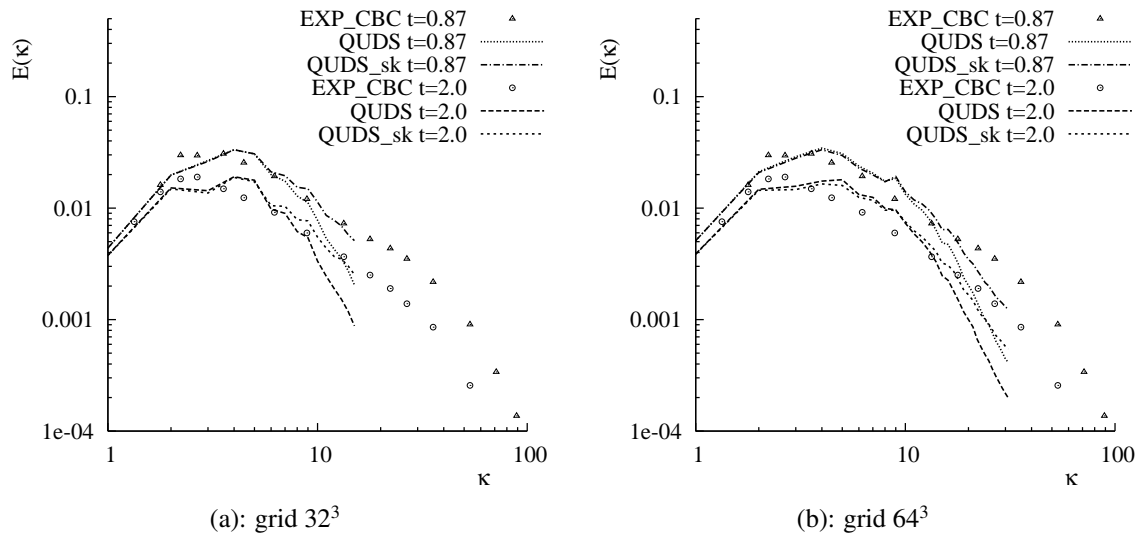 EXP_CBC t=0.87
QUDS t=0.87
QUDS_sk t=0.87
EXP_CBC t=2.0
QUDS t=2.0
QUDS_sk t=2.0
E(κ)
0.1
0.01
0.001
1e-04
1
10
100
κ
(a): grid 32³
EXP_CBC t=0.87
QUDS t=0.87
QUDS_sk t=0.87
EXP_CBC t=2.0
QUDS t=2.0
QUDS_sk t=2.0
E(κ)
0.1
0.01
0.001
1e-04
1
10
100
κ
(b): grid 64³